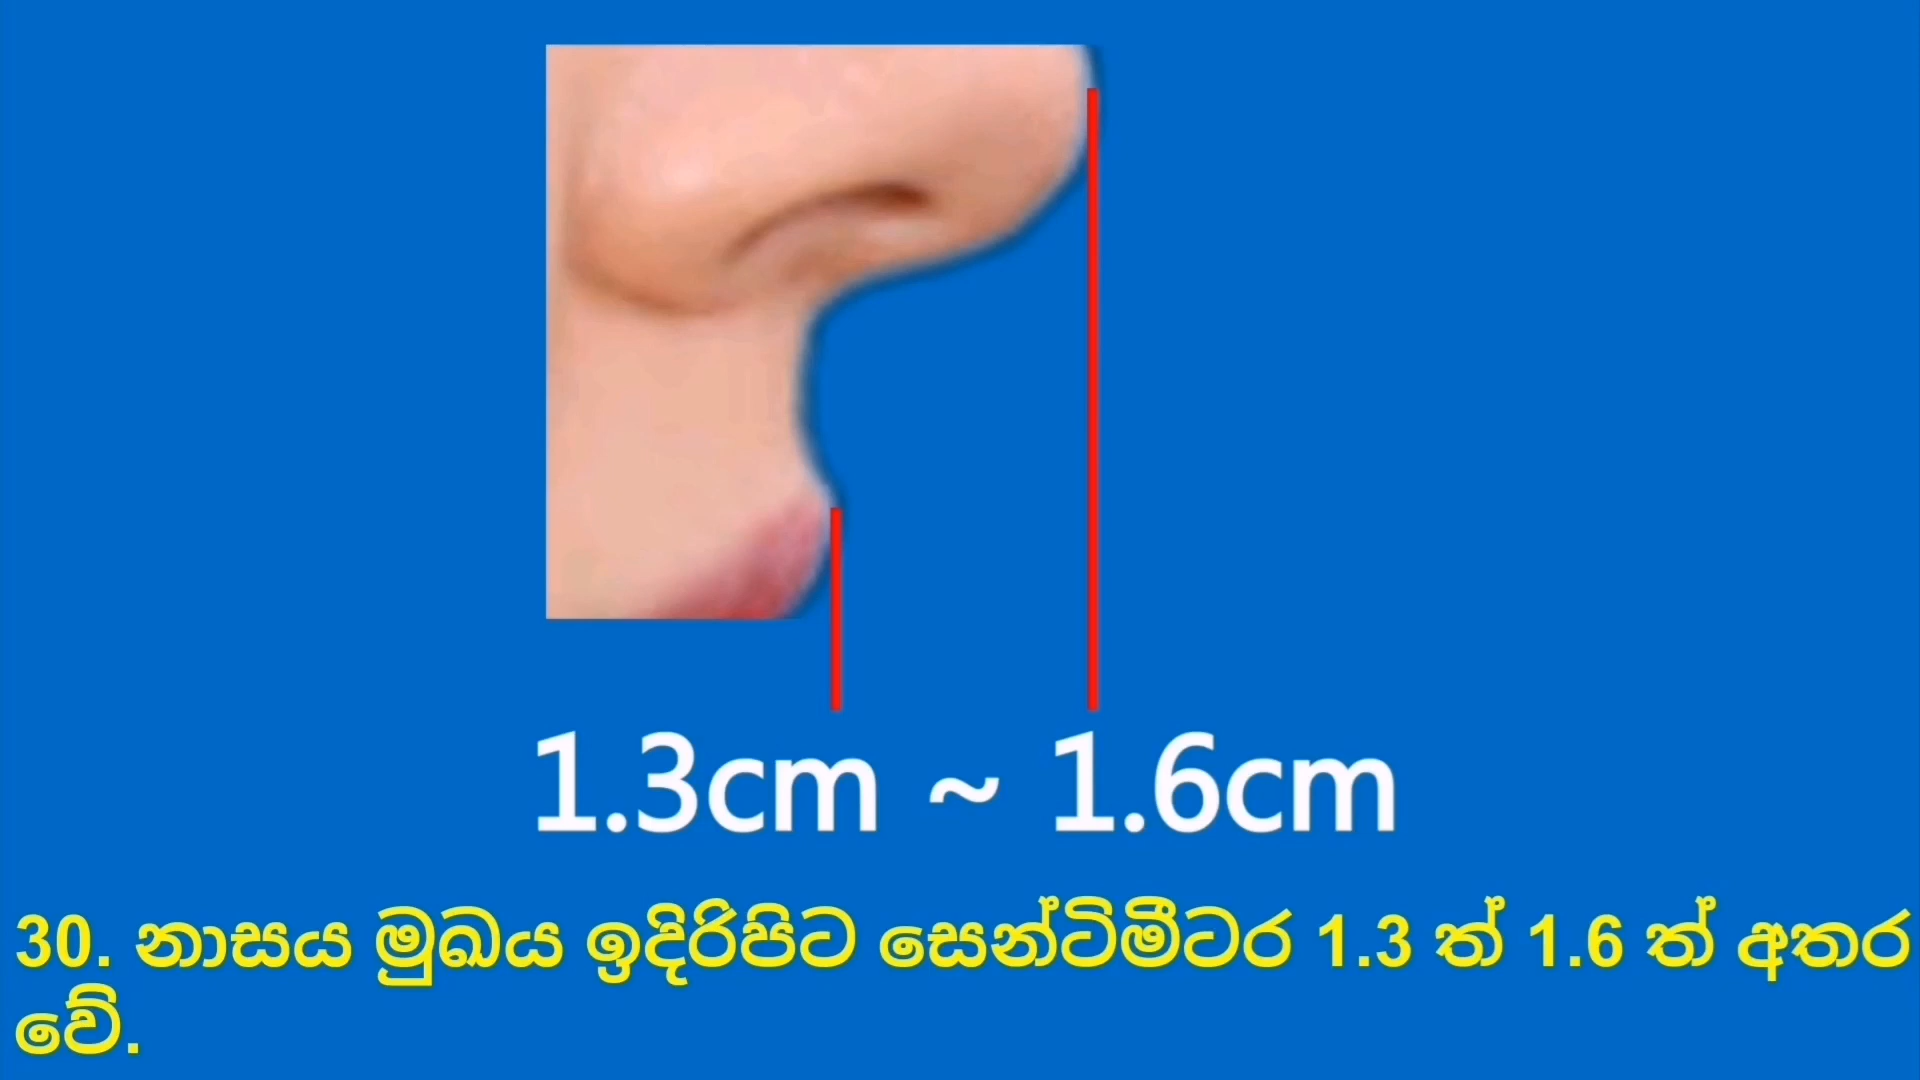 1.3cm ~ 1.6cm
30. නාසය මුඛය ඉදිරිපිට සෙන්ටිමීටර 1.3 ත් 1.6 ත් අතර
වේ.